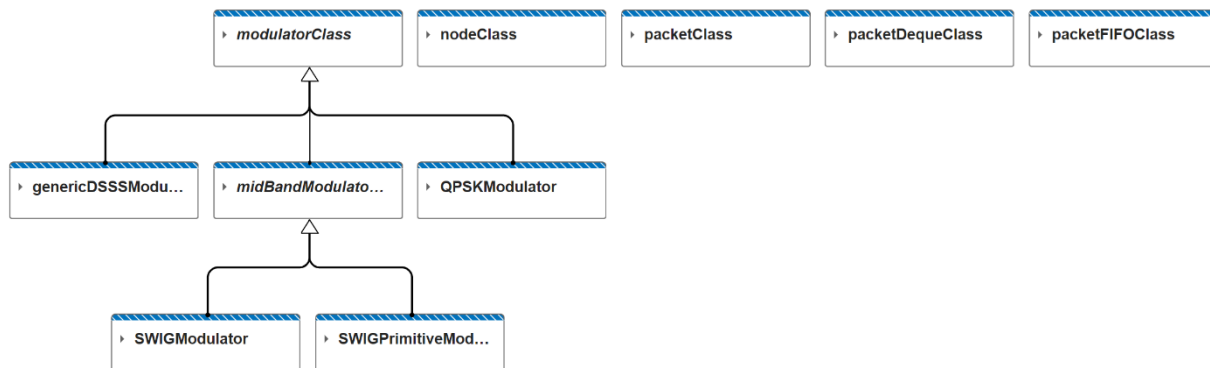 modulatorClass
nodeClass
packetClass
packetDequeClass
packetFIFOClass
genericDSSSModu...
midBandModulato...
QPSKModulator
SWIGModulator
SWIGPrimitiveMod...